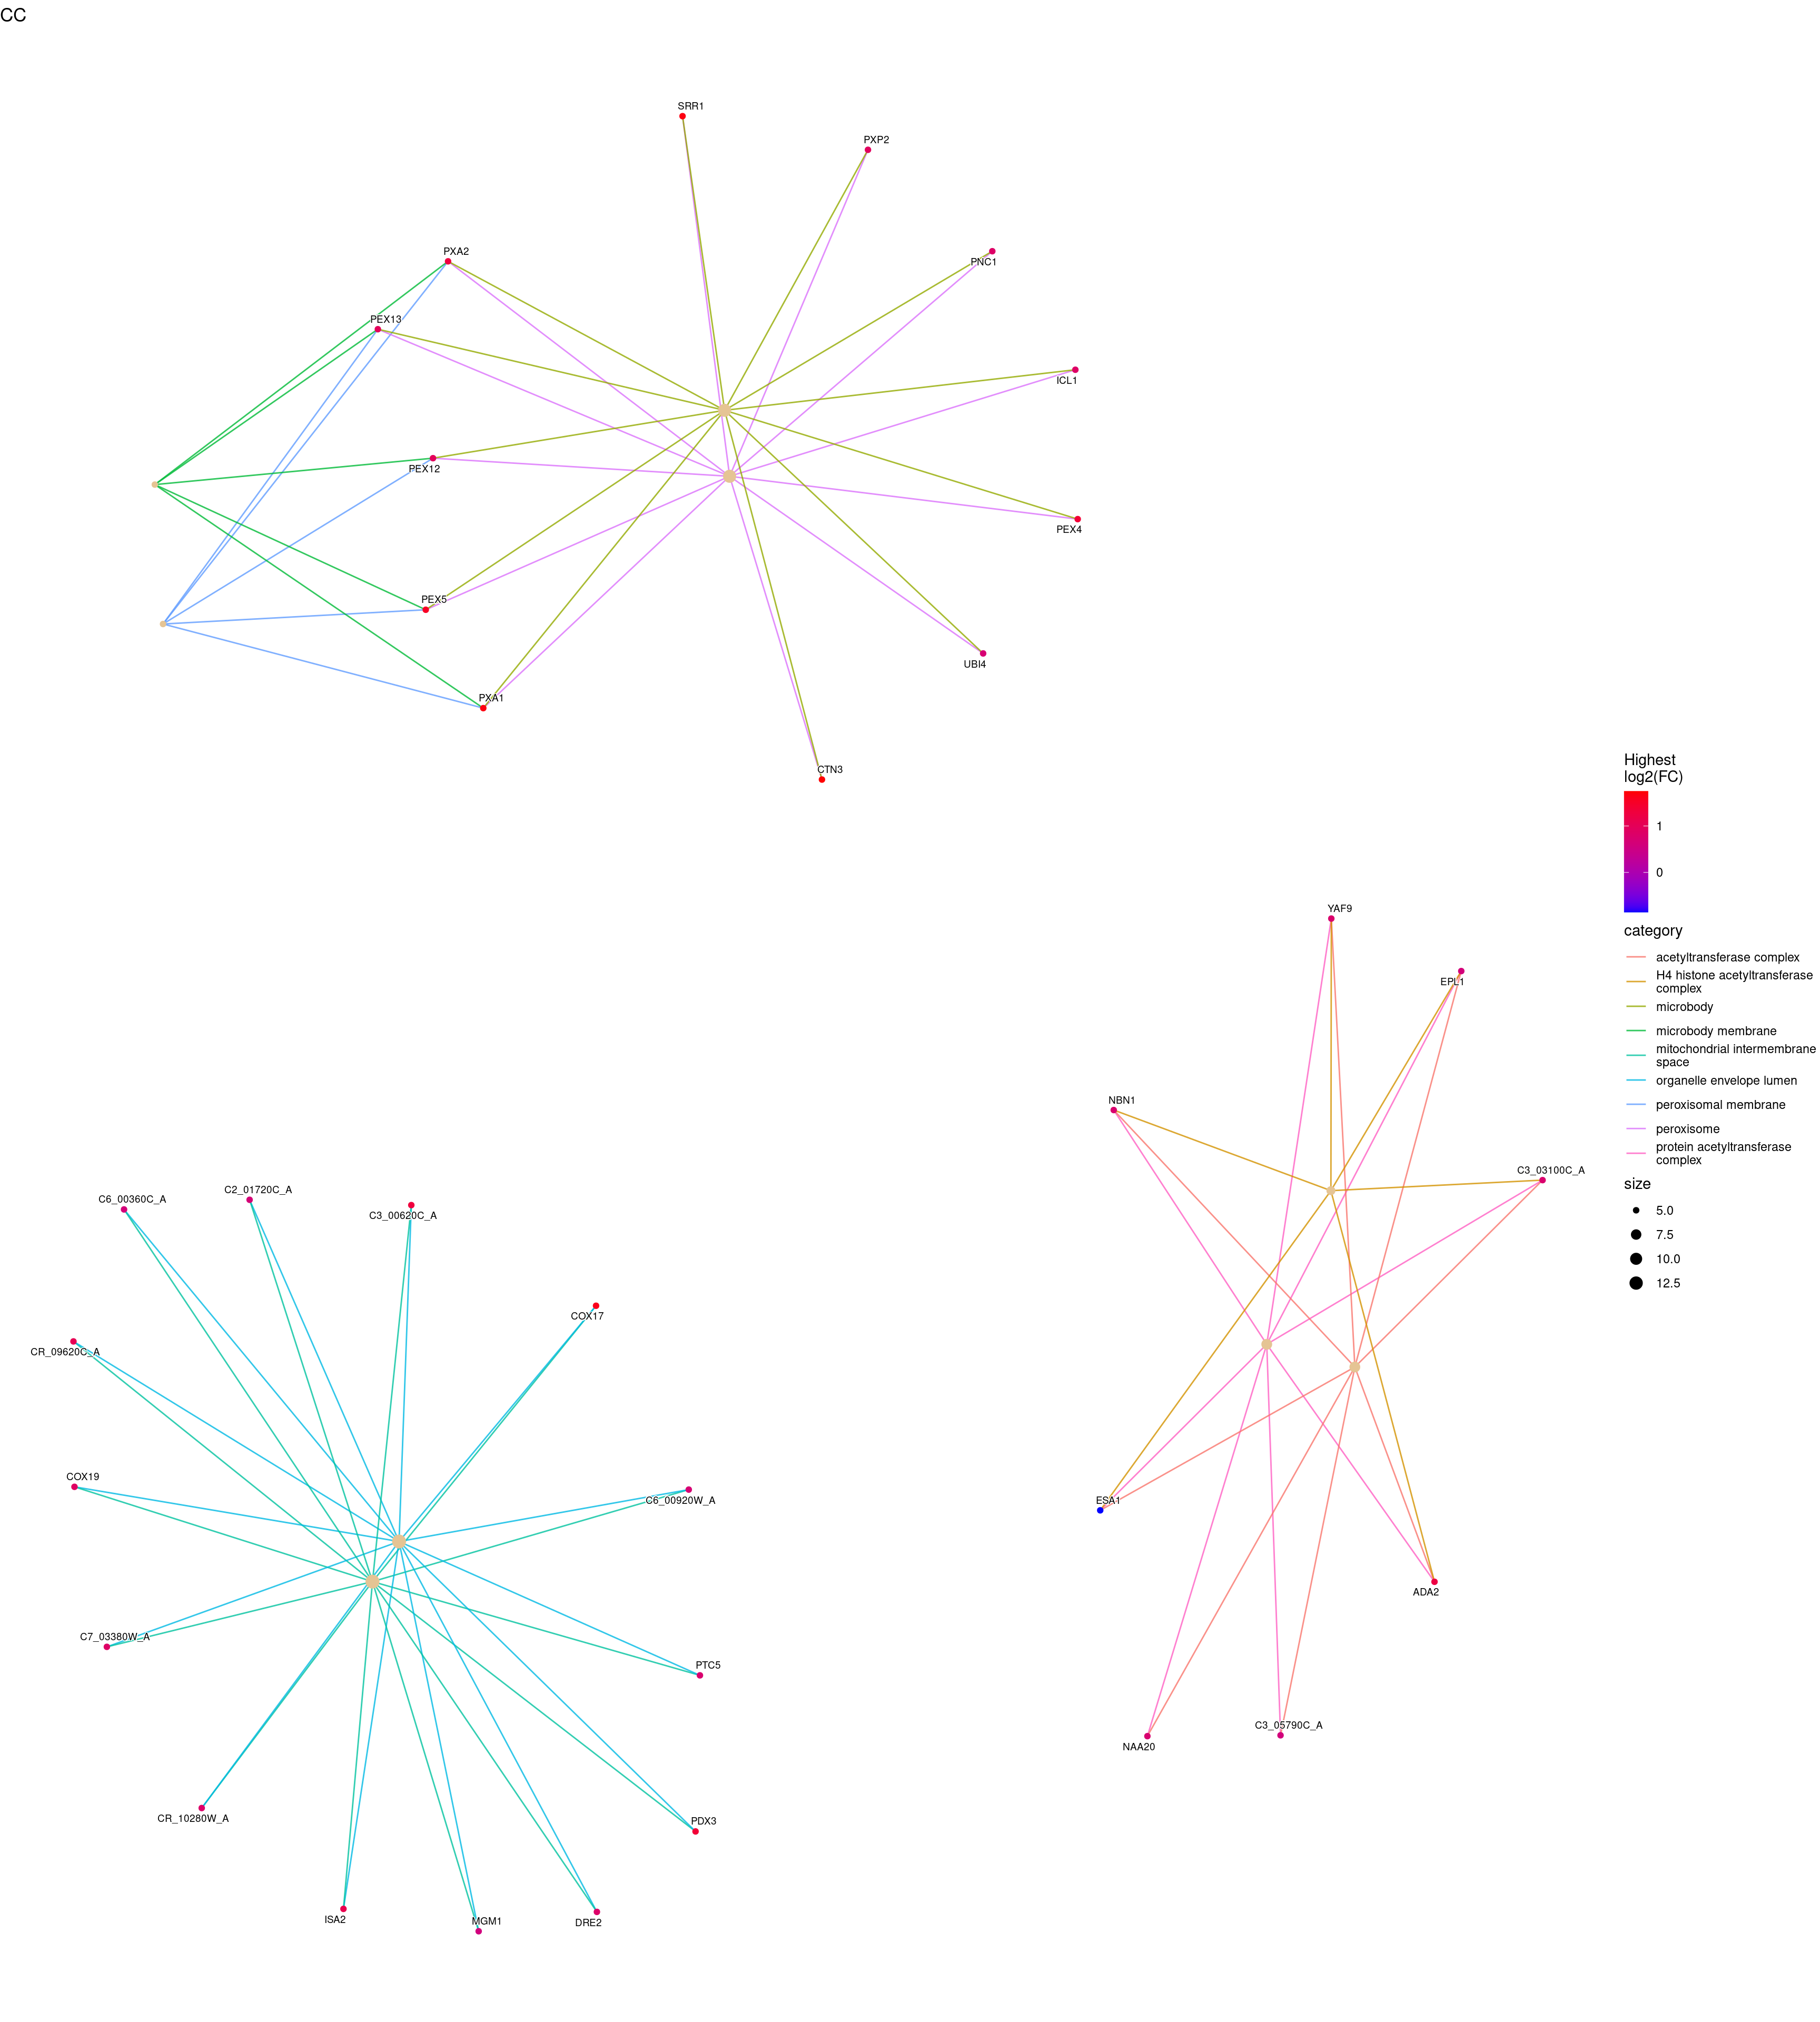 CC
SRR1
PXP2
PXA2
PNC1
PEX13
ICL1
PEX12
PEX4
PEX5
UBI4
PXA1
CTN3
Highest
log2(FC)
1
0
category
acetyltransferase complex
H4 histone acetyltransferase
complex
microbody
microbody membrane
mitochondrial intermembrane
space
organelle envelope lumen
peroxisomal membrane
peroxisome
protein acetyltransferase
complex
size
5.0
7.5
10.0
12.5
YAF9
EPL1
NBN1
C3_03100C_A
ESA1
ADA2
NAA20
C3_05790C_A
C6_00360C_A
C2_01720C_A
C3_00620C_A
COX17
CR_09620C_A
COX19
C6_00920W_A
C7_03380W_A
PTC5
CR_10280W_A
PDX3
ISA2
MGM1
DRE2